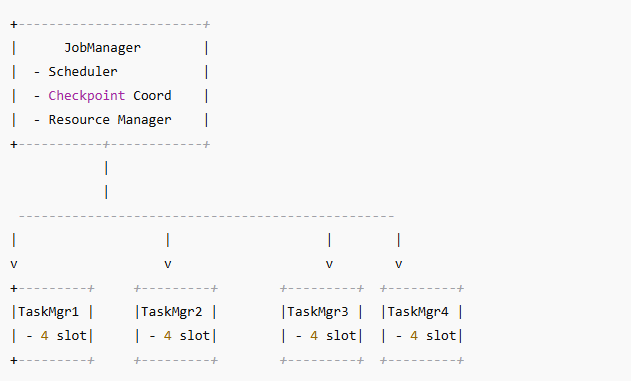 +------------------------+
|      JobManager        |
|  - Scheduler           |
|  - Checkpoint Coord    |
|  - Resource Manager    |
+-----------+------------+
            |
            |
 -------------------------------------------------
|                   |                    |        |
v                   v                    v        v
+---------+     +---------+        +---------+  +---------+
|TaskMgr1 |     |TaskMgr2 |        |TaskMgr3 |  |TaskMgr4 |
| - 4 slot|     | - 4 slot|        | - 4 slot|  | - 4 slot|
+---------+     +---------+        +---------+  +---------+